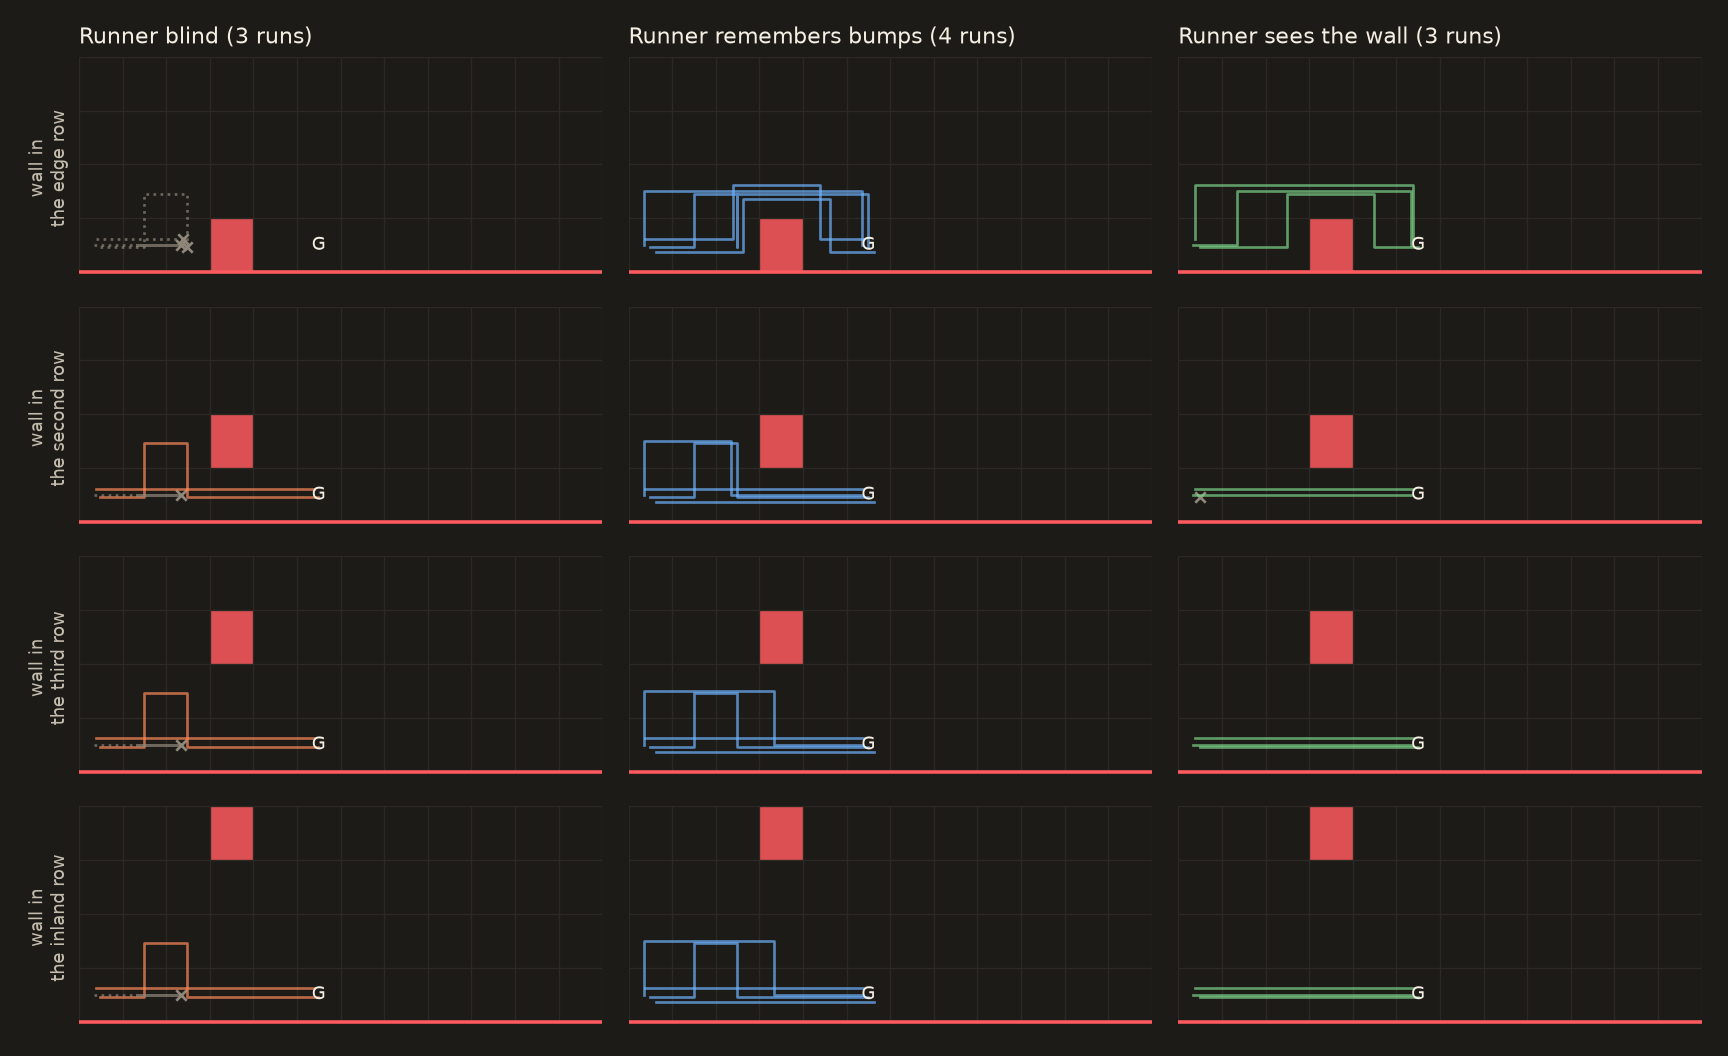 Runner blind (3 runs)
Runner remembers bumps (4 runs)
Runner sees the wall (3 runs)
wall in
the edge row
G
G
G
wall in
the second row
G
G
G
wall in
the third row
G
G
G
wall in
the inland row
G
G
G